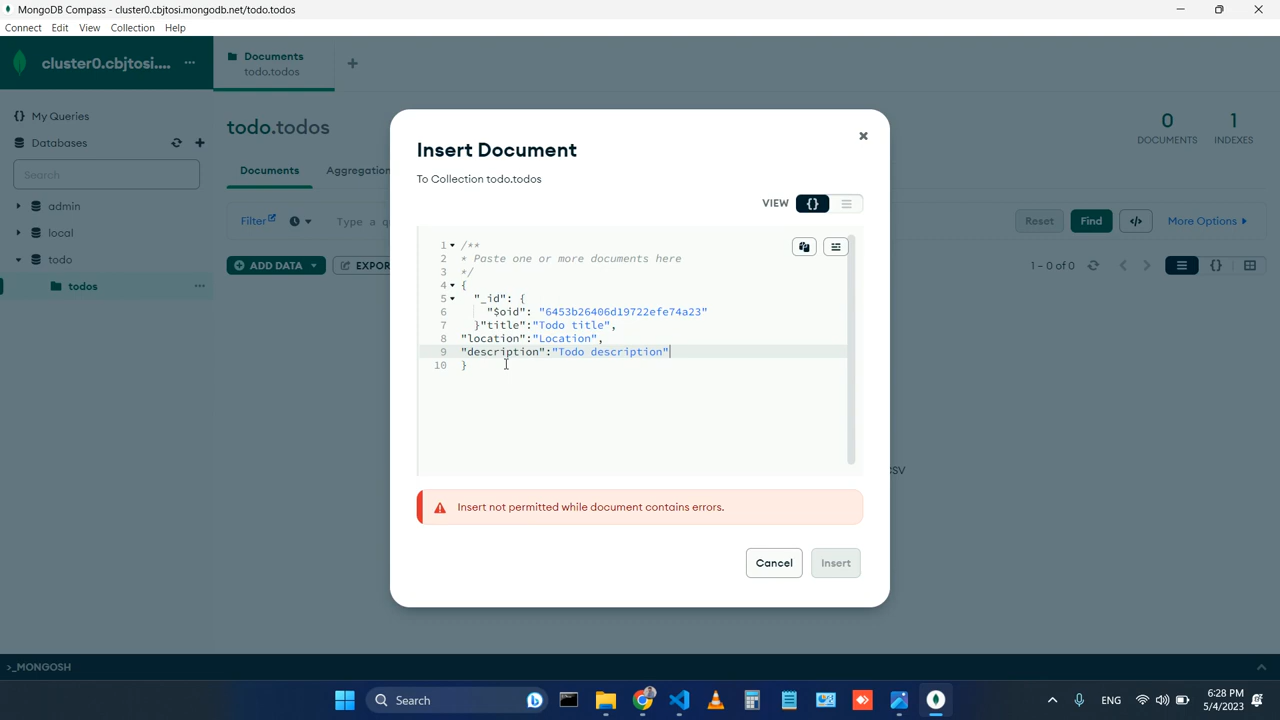 MongoDB Compass - cluster0.cbjtosi.mongodb.net/todo.todos
Connect Edit View Collection Help
cluster0.cbjtosi.... ...
Documents
todo.todos
My Queries
Databases
Search
admin
local
todo
todos ...
todo.todos
0
DOCUMENTS
1
INDEXES
Documents
Aggregation
Filter
Type a q
Reset
Find
</>
More Options
ADD DATA
EXPOR
1 – 0 of 0
{}
Insert Document
To Collection todo.todos
VIEW {}
1 /**
2 * Paste one or more documents here
3 */
4 {
5 "_id": {
6 "$oid": "6453b26406d19722efe74a23"
7 }"title":"Todo title",
8 "location":"Location",
9 "description":"Todo description"
10 }
CSV
Insert not permitted while document contains errors.
Cancel
Insert
>_MONGOSH
Search
ENG
6:28 PM
5/4/2023